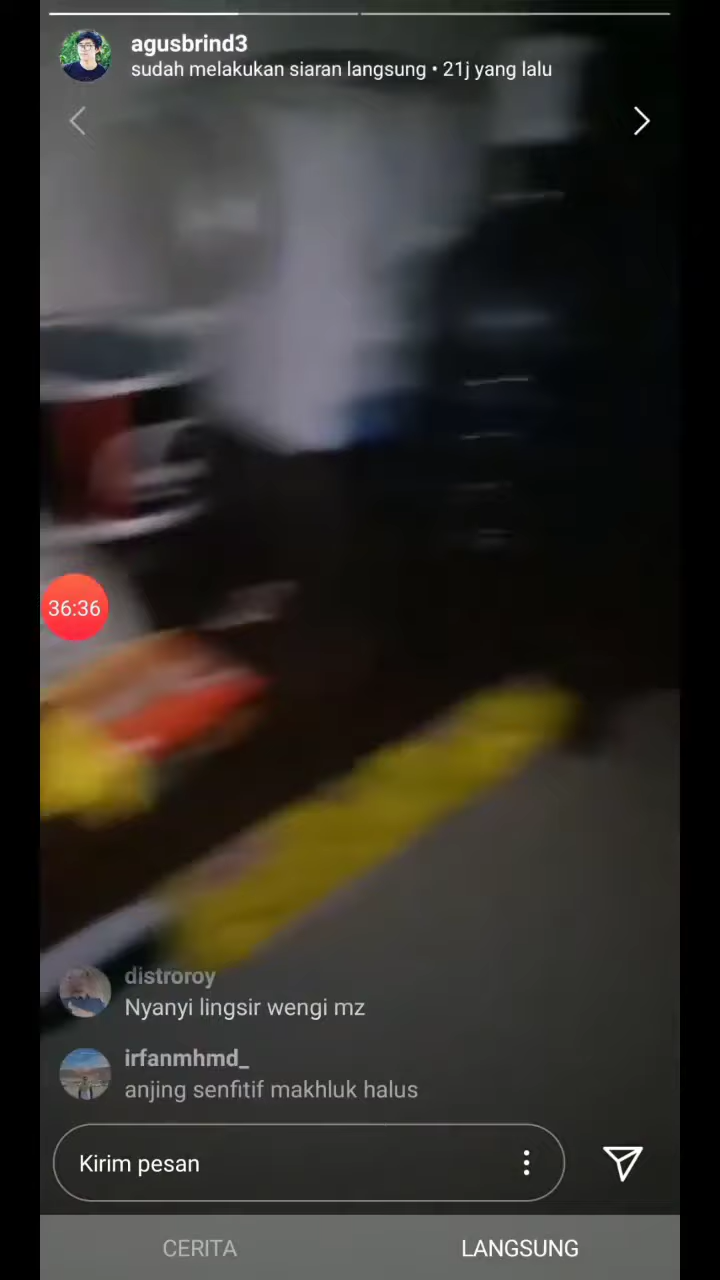 agusbrind3
sudah melakukan siaran langsung • 21j yang lalu
36:36
distroroy
Nyanyi lingsir wengi mz
irfanmhmd_
anjing senfitif makhluk halus
Kirim pesan
CERITA
LANGSUNG